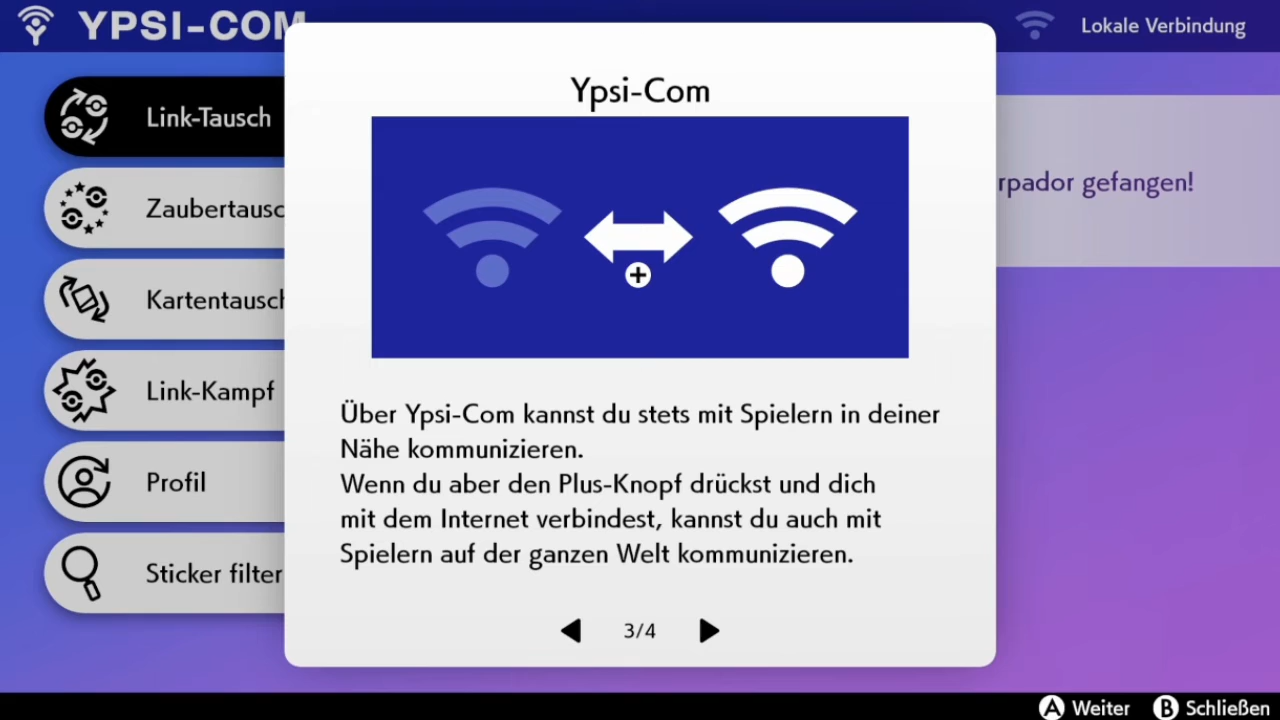 YPSI-COM
Lokale Verbindung
Link-Tausch
Zaubertausc
Kartentausch
Link-Kampf
Profil
Sticker filter
rpador gefangen!
Ypsi-Com
Über Ypsi-Com kannst du stets mit Spielern in deiner
Nähe kommunizieren.
Wenn du aber den Plus-Knopf drückst und dich
mit dem Internet verbindest, kannst du auch mit
Spielern auf der ganzen Welt kommunizieren.
3/4
A Weiter B Schließen